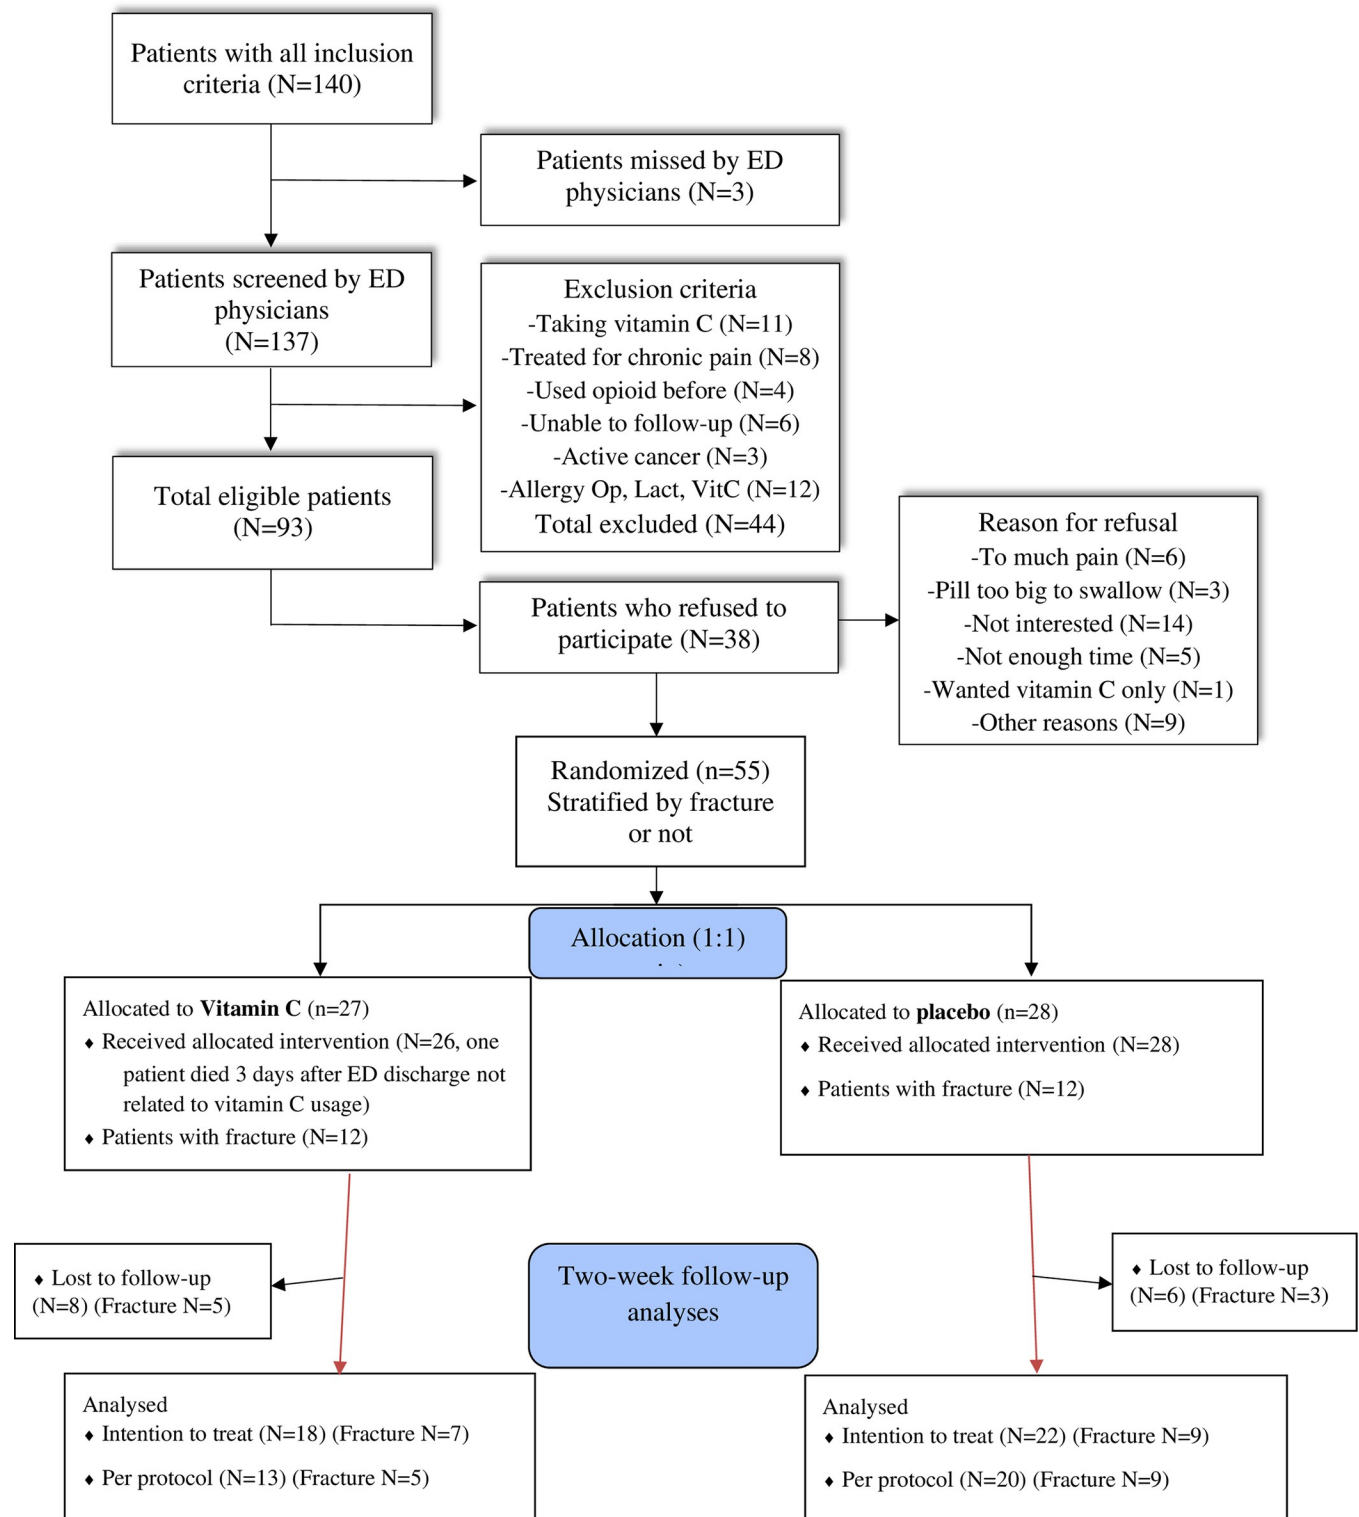 Patients with all inclusion
criteria (N=140)
Patients missed by ED
physicians (N=3)
Patients screened by ED
physicians
(N=137)
Exclusion criteria
-Taking vitamin C (N=11)
-Treated for chronic pain (N=8)
-Used opioid before (N=4)
-Unable to follow-up (N=6)
-Active cancer (N=3)
-Allergy Op, Lact, VitC (N=12)
Total excluded (N=44)
Total eligible patients
(N=93)
Patients who refused to
participate (N=38)
Reason for refusal
-To much pain (N=6)
-Pill too big to swallow (N=3)
-Not interested (N=14)
-Not enough time (N=5)
-Wanted vitamin C only (N=1)
-Other reasons (N=9)
Randomized (n=55)
Stratified by fracture
or not
Allocation (1:1)
Allocated to Vitamin C (n=27)
♦ Received allocated intervention (N=26, one
patient died 3 days after ED discharge not
related to vitamin C usage)
♦ Patients with fracture (N=12)
Allocated to placebo (n=28)
♦ Received allocated intervention (N=28)
♦ Patients with fracture (N=12)
♦ Lost to follow-up
(N=8) (Fracture N=5)
Two-week follow-up
analyses
♦ Lost to follow-up
(N=6) (Fracture N=3)
Analysed
♦ Intention to treat (N=18) (Fracture N=7)
♦ Per protocol (N=13) (Fracture N=5)
Analysed
♦ Intention to treat (N=22) (Fracture N=9)
♦ Per protocol (N=20) (Fracture N=9)